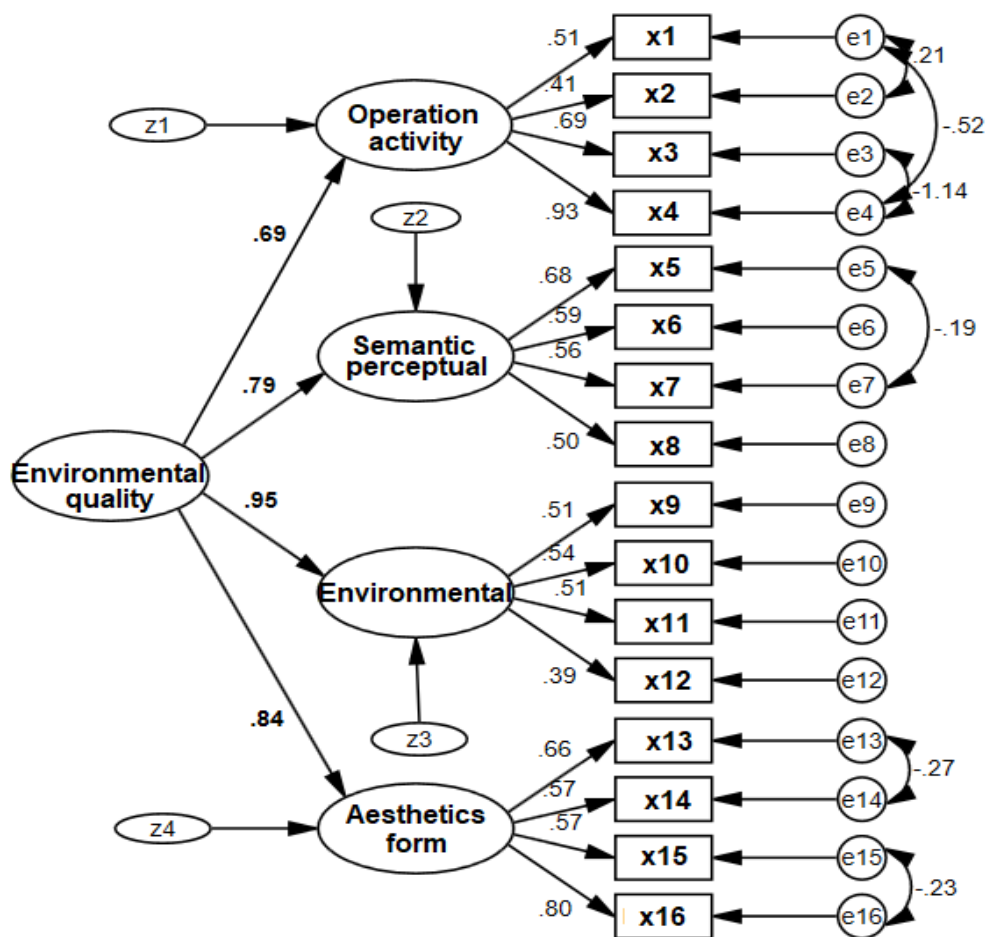 .51
x1
e1
.21
.41
x2
e2
Operation
activity
z1
.69
x3
e3
-.52
.93
x4
e4
-1.14
z2
.69
.68
x5
e5
.59
x6
e6
-.19
Semantic
perceptual
.56
x7
e7
.79
.50
x8
e8
Environmental
quality
.95
.51
x9
e9
.54
x10
e10
Environmental
.51
x11
e11
.39
x12
e12
.84
z3
.66
x13
e13
-.27
.57
x14
e14
Aesthetics
form
z4
.57
x15
e15
-.23
.80
x16
e16